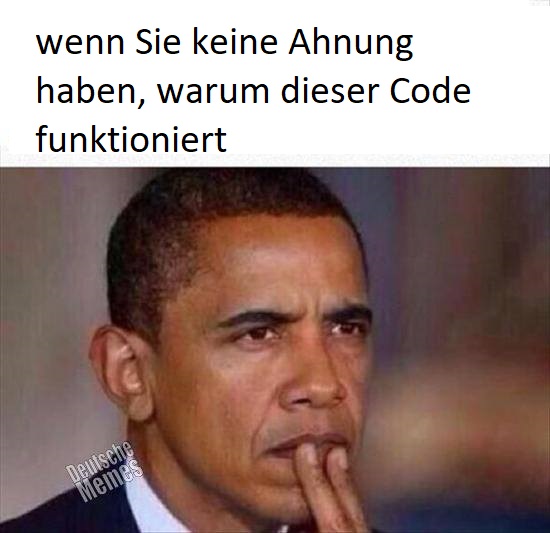 wenn Sie keine Ahnung
haben, warum dieser Code
funktioniert
Deutsche
Memes